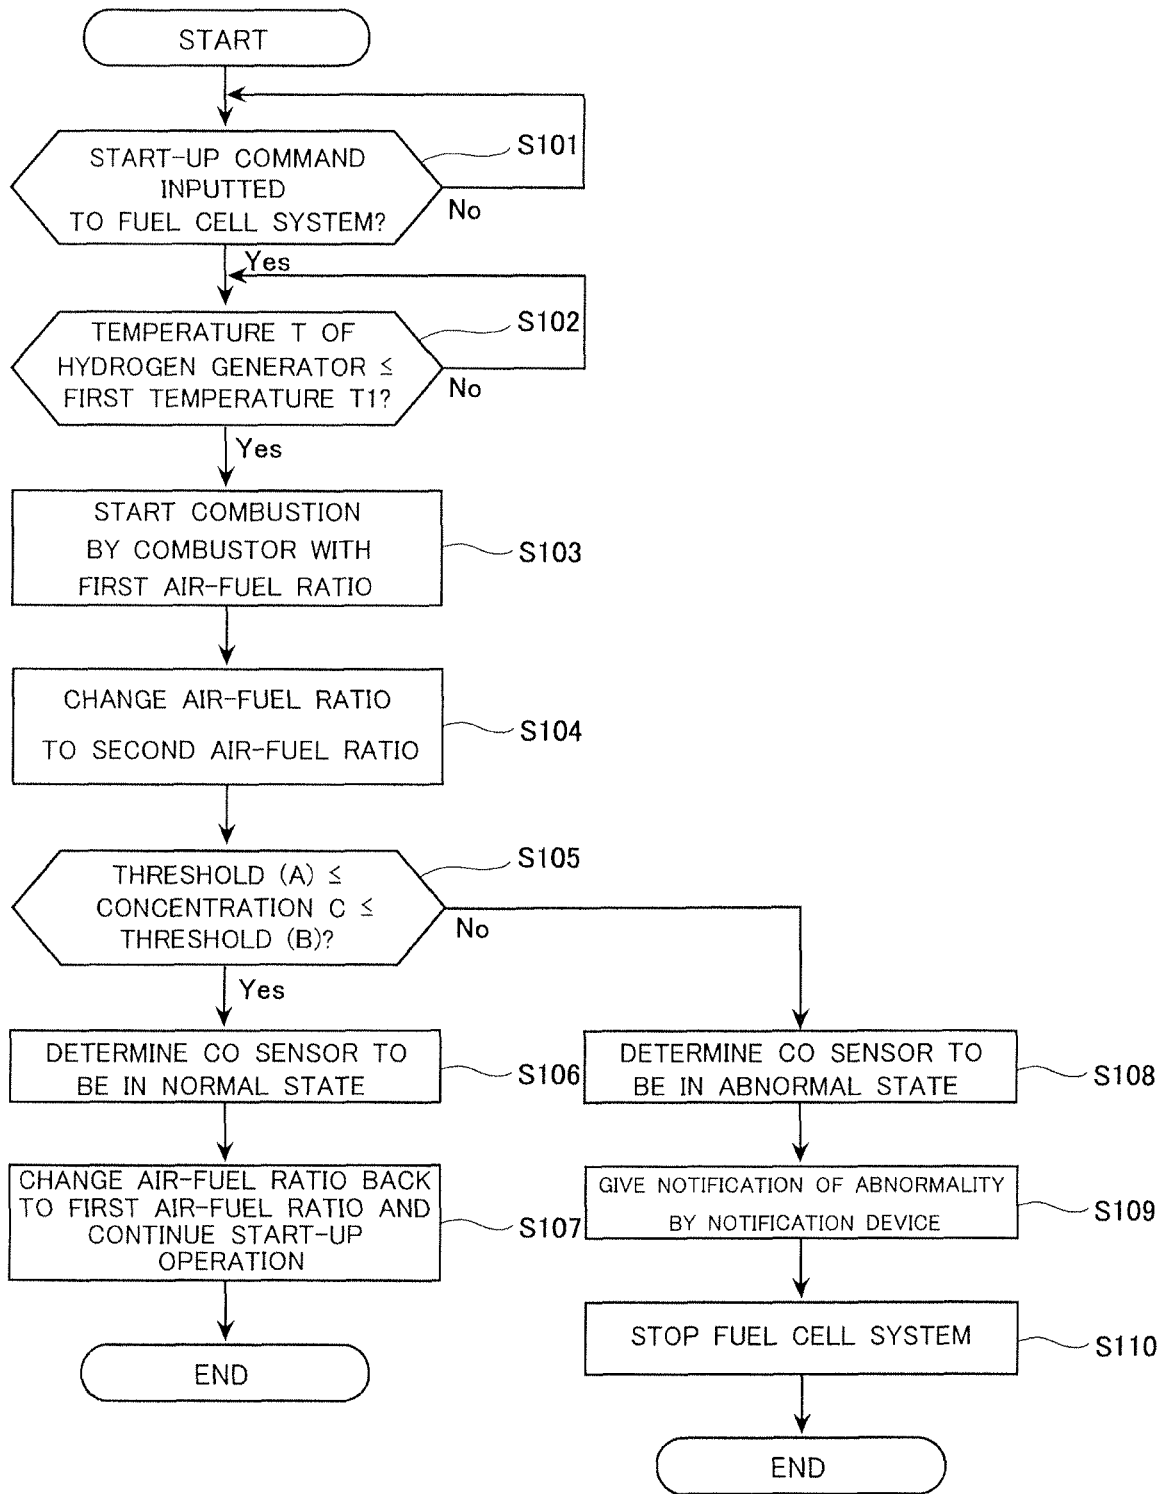 START
START-UP COMMAND
INPUTTED
TO FUEL CELL SYSTEM?
S101
No
Yes
TEMPERATURE T OF
HYDROGEN GENERATOR ≤
FIRST TEMPERATURE T1?
S102
No
Yes
START COMBUSTION
BY COMBUSTOR WITH
FIRST AIR-FUEL RATIO
S103
CHANGE AIR-FUEL RATIO
TO SECOND AIR-FUEL RATIO
S104
THRESHOLD (A) ≤
CONCENTRATION C ≤
THRESHOLD (B)?
S105
No
Yes
DETERMINE CO SENSOR TO
BE IN NORMAL STATE
S106
CHANGE AIR-FUEL RATIO BACK
TO FIRST AIR-FUEL RATIO AND
CONTINUE START-UP
OPERATION
S107
END
DETERMINE CO SENSOR TO
BE IN ABNORMAL STATE
S108
GIVE NOTIFICATION OF ABNORMALITY
BY NOTIFICATION DEVICE
S109
STOP FUEL CELL SYSTEM
S110
END